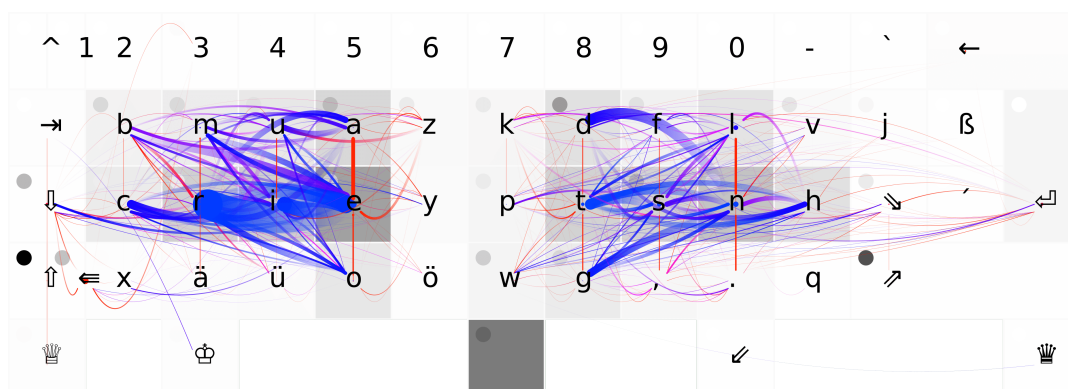 ^ 1 2 3 4 5 6 7 8 9 0 - ` ←
⇥ b m u a z k d f l v j ß
⇩ c r i e y p t s n h ⇘ ´ ⏎
⇧ ⇚ x ä ü o ö w g , . q ⇗
♕ ♔ ⇙ ♛